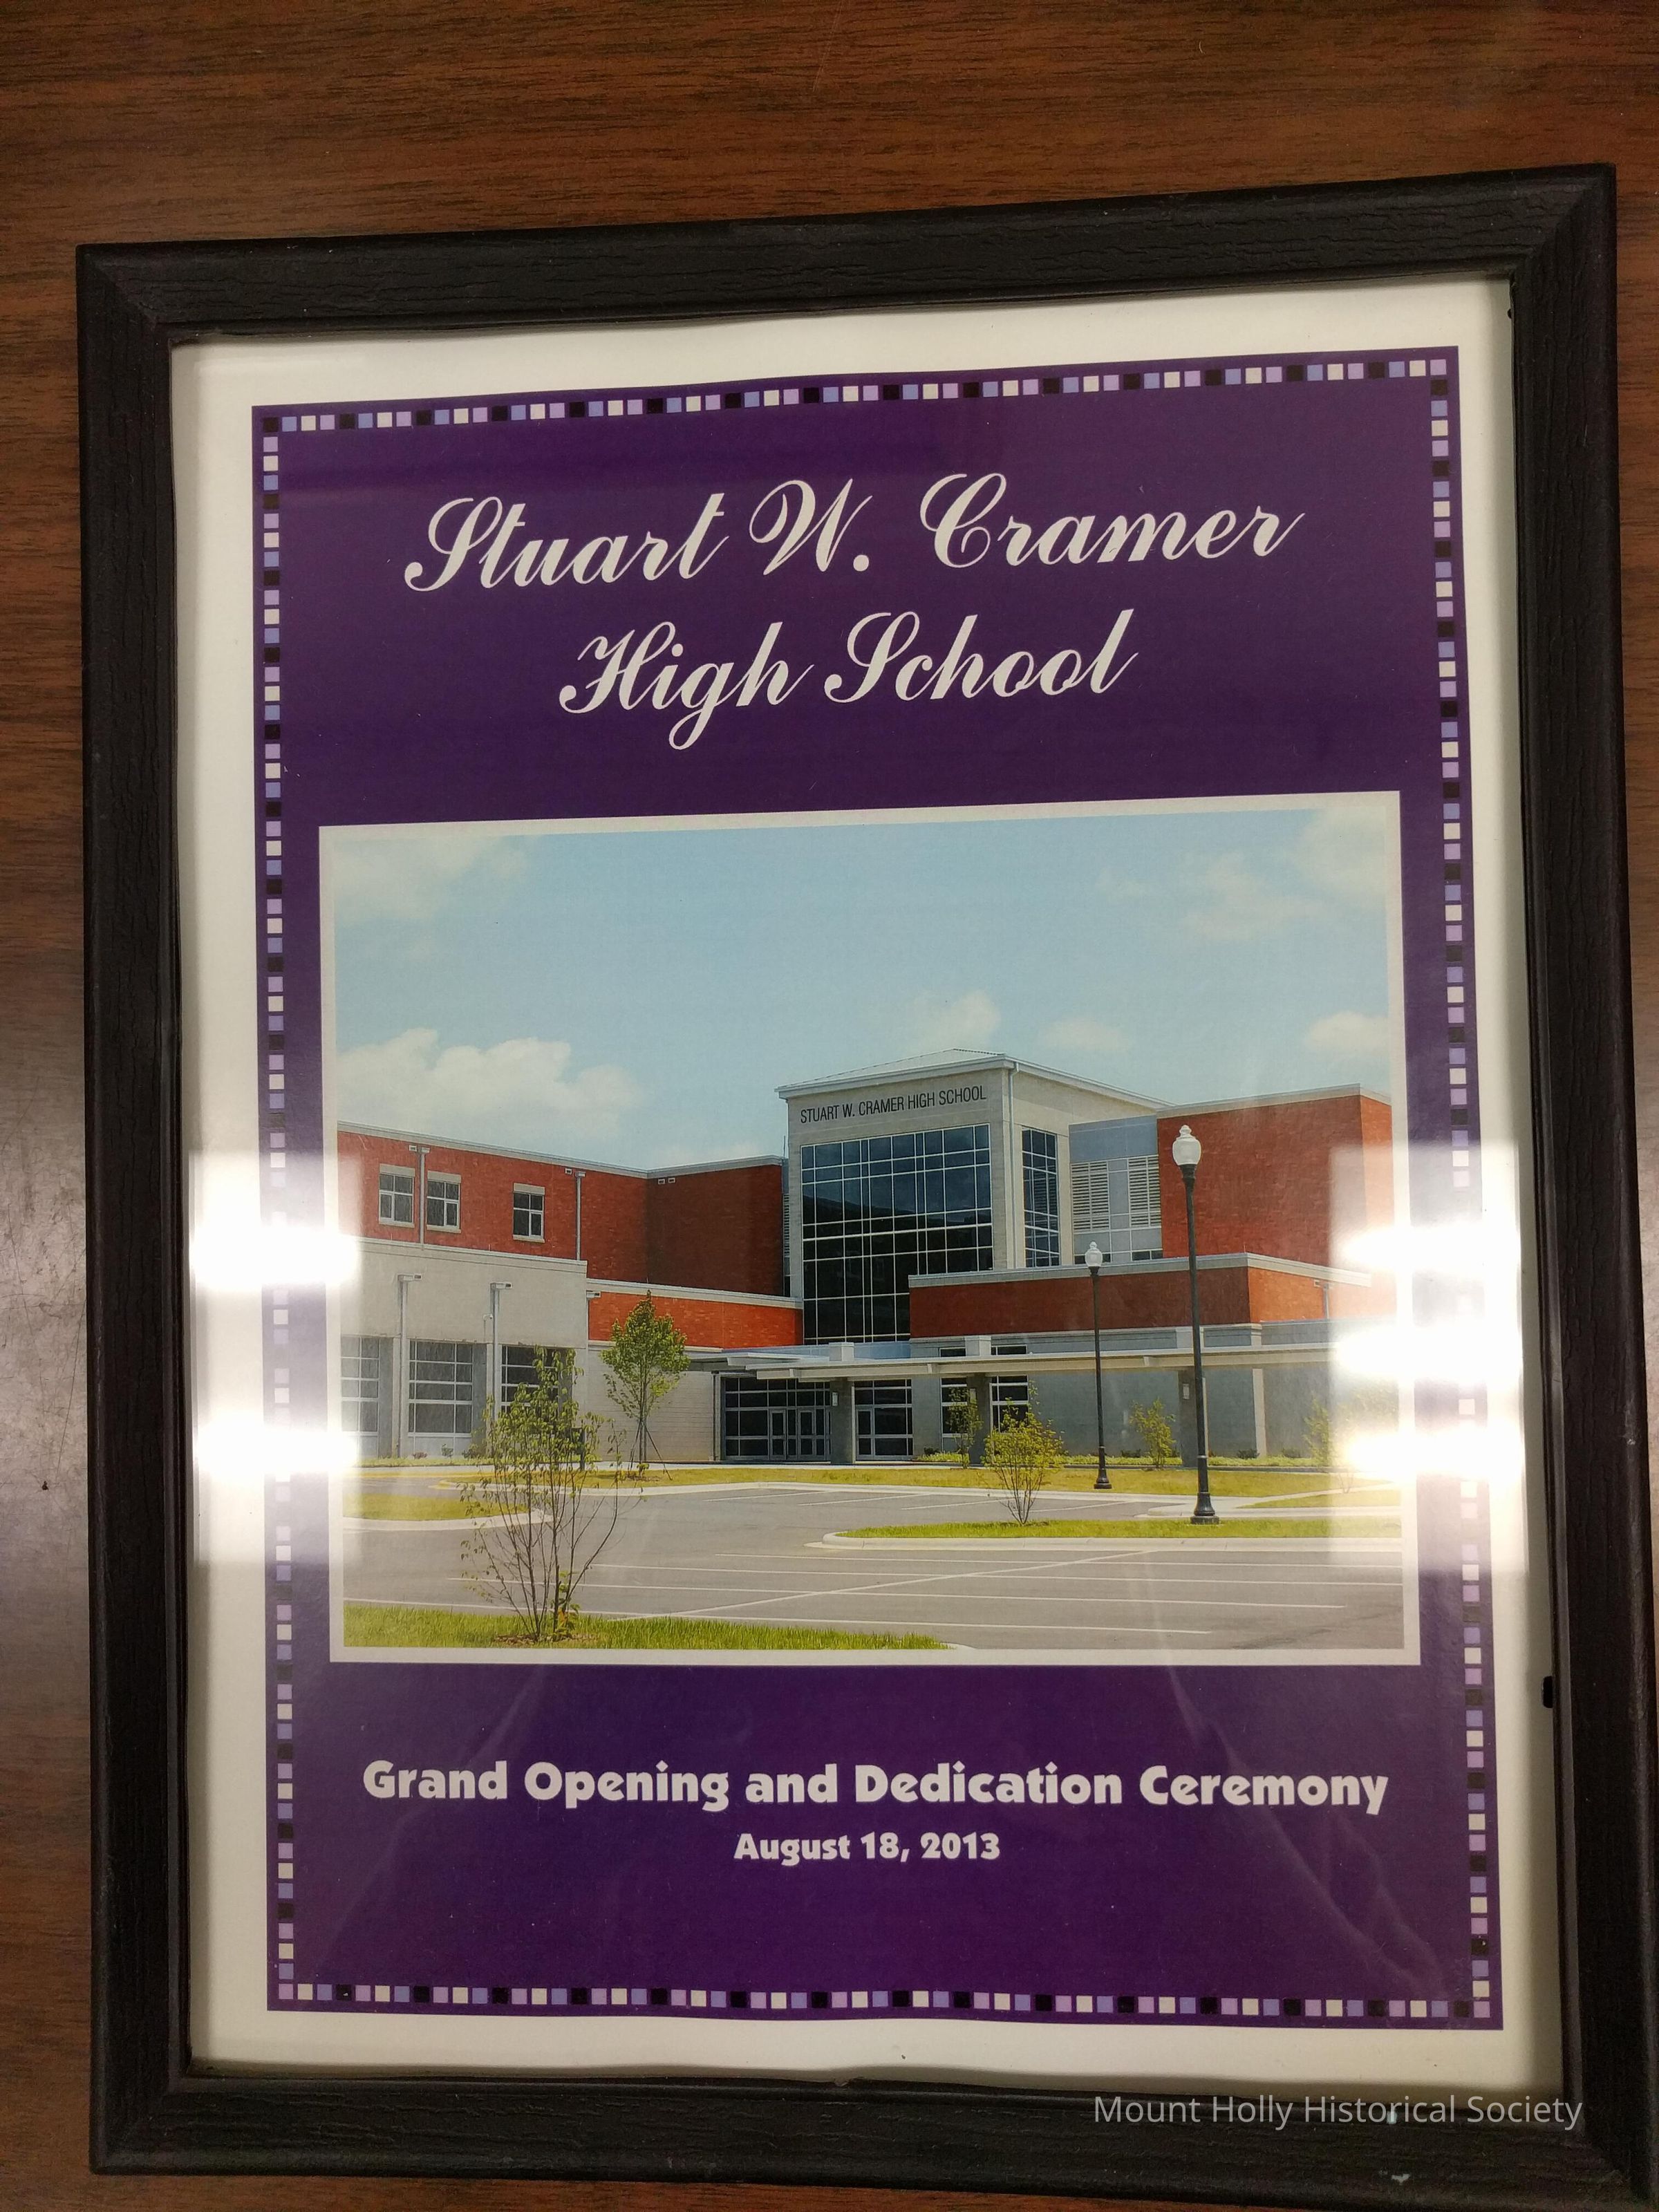 Stuart W. Cramer
High School
STUART W. CRAMER HIGH SCHOOL
Grand Opening and Dedication Ceremony
August 18, 2013
Mount Holly Historical Society